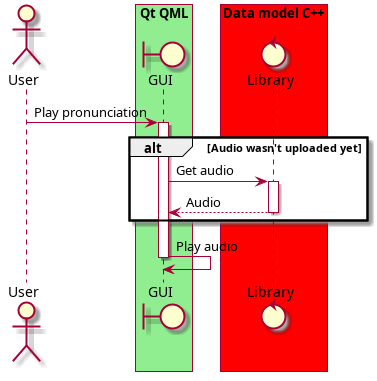 Qt QML
Data model C++
User
GUI
Library
Play pronunciation
alt
[Audio wasn't uploaded yet]
Get audio
Audio
Play audio
User
GUI
Library